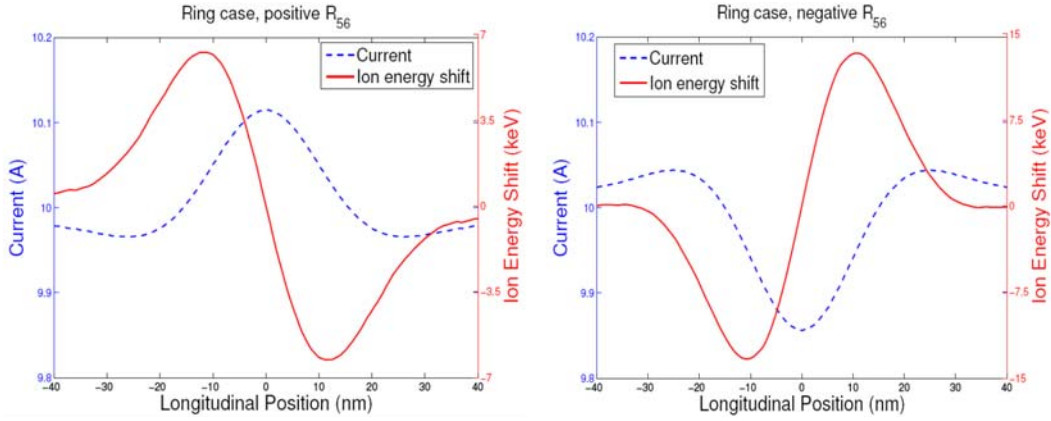 Ring case, positive R56
Current
Ion energy shift
10.2
10.1
10
9.9
9.8
Current (A)
7
3.5
0
-3.5
-7
Ion Energy Shift (keV)
-40 -30 -20 -10 0 10 20 30 40
Longitudinal Position (nm)
Ring case, negative R56
Current
Ion energy shift
10.2
10.1
10
9.9
9.8
Current (A)
15
7.5
0
-7.5
-15
Ion Energy Shift (keV)
-40 -30 -20 -10 0 10 20 30 40
Longitudinal Position (nm)